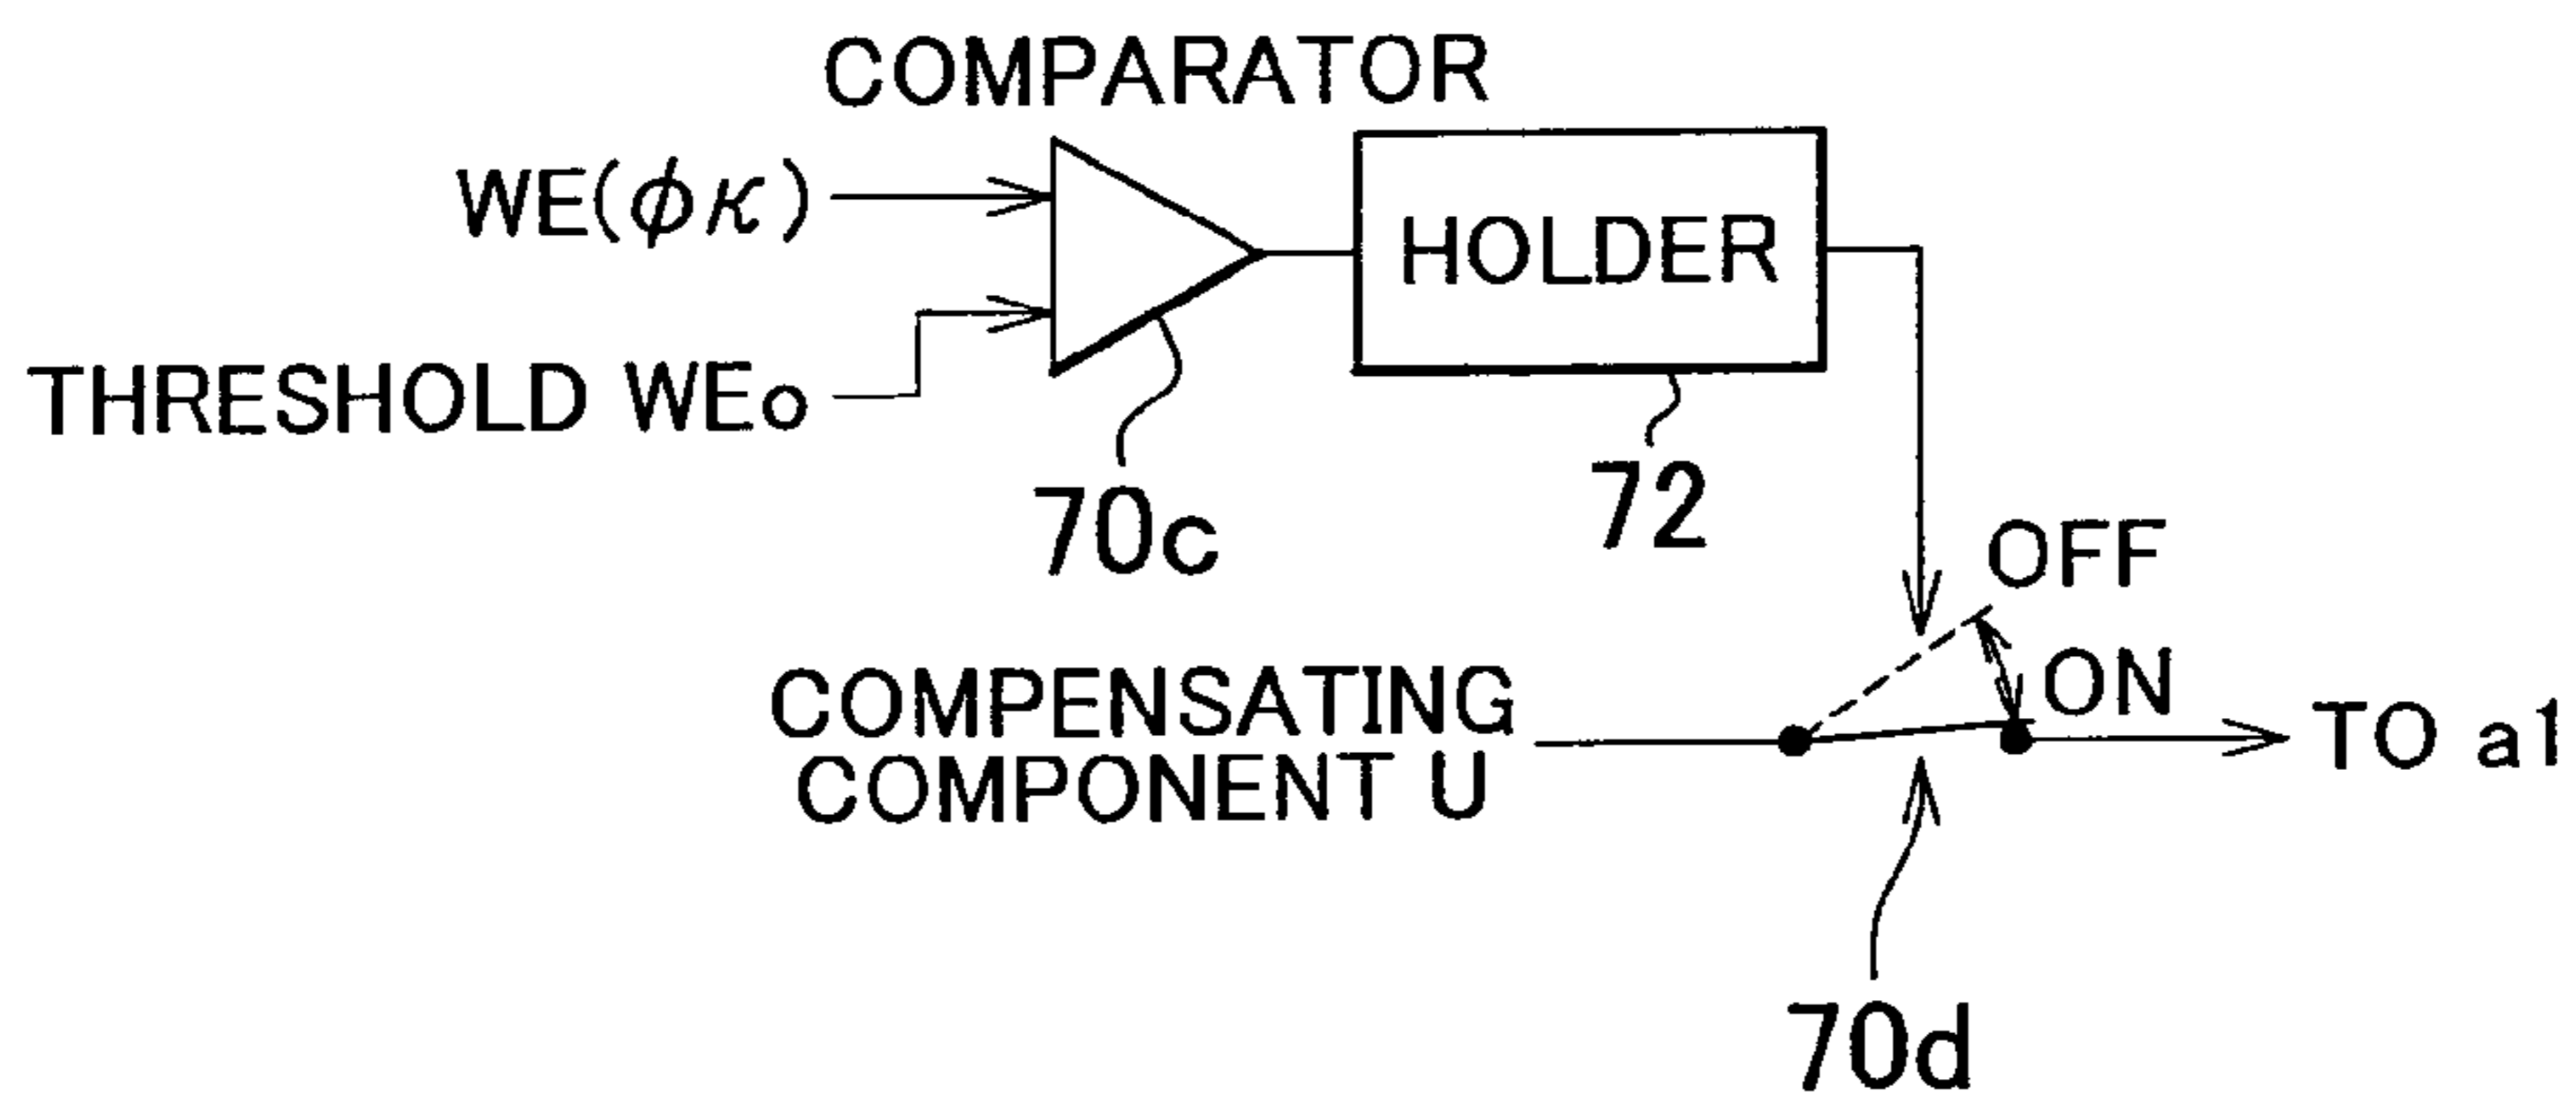 COMPARATOR
WE(ϕκ)
HOLDER
THRESHOLD WEo
70c
72
OFF
ON
COMPENSATING
COMPONENT U
TO a1
70d